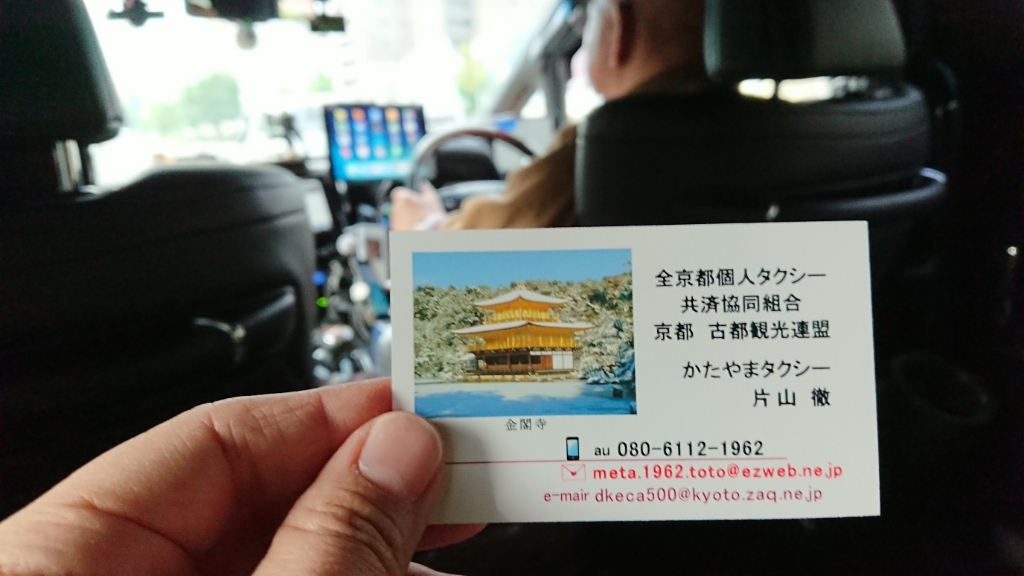 全京都個人タクシー
共済協同組合
京都 古都観光連盟
かたやまタクシー
片山 徹
金閣寺
au 080-6112-1962
meta.1962.toto@ezweb.ne.jp
e-mair dkeca500@kyoto.zaq.ne.jp